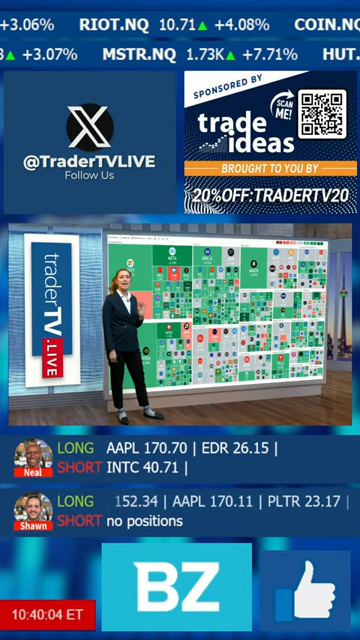 +3.06% RIOT.NQ 10.71▲ +4.08% COIN.NQ
▲ +3.07% MSTR.NQ 1.73K▲ +7.71% HUT.
X
@TraderTVLIVE
Follow Us
SPONSORED BY
SCAN ME!
trade ideas
BROUGHT TO YOU BY
20%OFF:TRADERTV20
traderTV.LIVE
META
Neal
LONG AAPL 170.70 | EDR 26.15 |
SHORT INTC 40.71 |
Shawn
LONG 152.34 | AAPL 170.11 | PLTR 23.17 |
SHORT no positions
10:40:04 ET
BZ